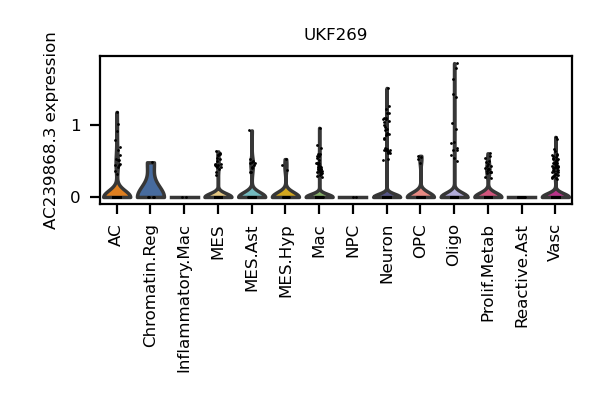 UKF269
AC239868.3 expression
1
0
AC
Chromatin.Reg
Inflammatory.Mac
MES
MES.Ast
MES.Hyp
Mac
NPC
Neuron
OPC
Oligo
Prolif.Metab
Reactive.Ast
Vasc